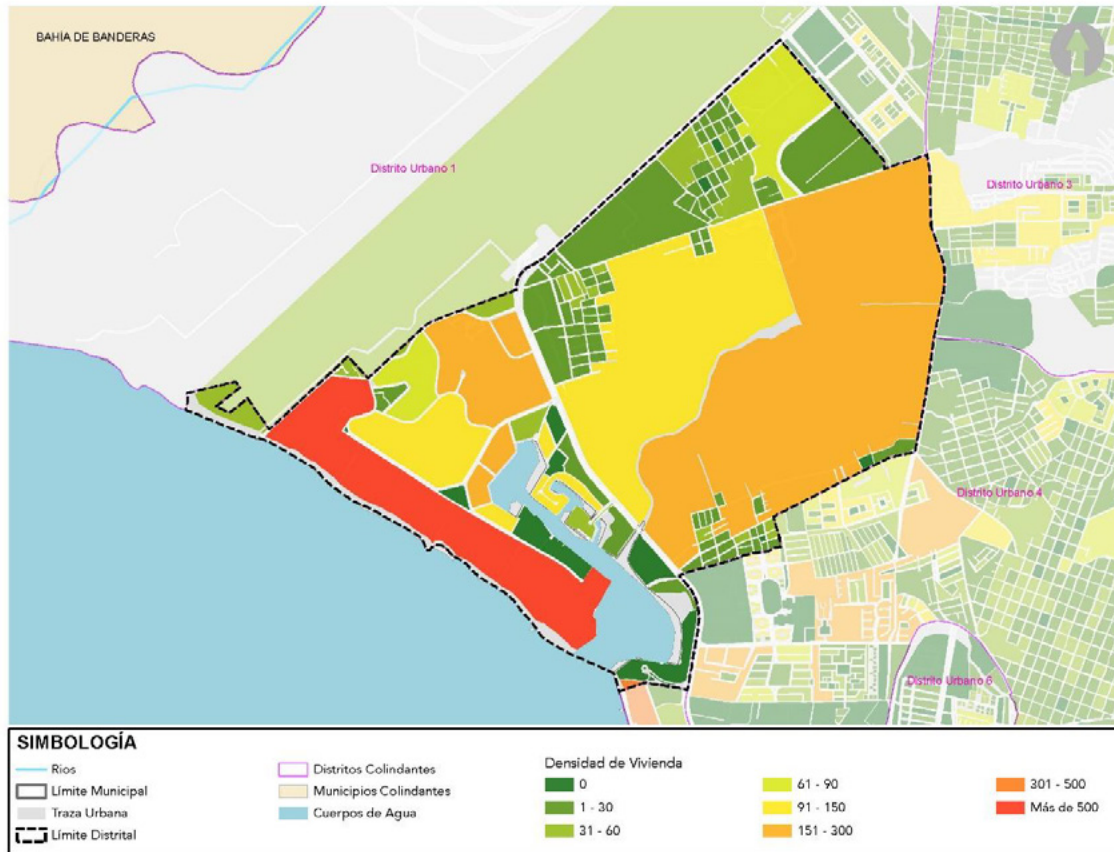 BAHÍA DE BANDERAS
Distrito Urbano 1
Distrito Urbano 3
Distrito Urbano 4
Distrito Urbano 6
SIMBOLOGÍA
Rios
Límite Municipal
Traza Urbana
Límite Distrital
Distritos Colindantes
Municipios Colindantes
Cuerpos de Agua
Densidad de Vivienda
0
1 - 30
31 - 60
61 - 90
91 - 150
151 - 300
301 - 500
Más de 500